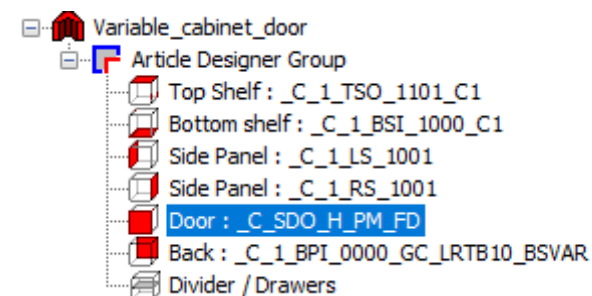 Variable_cabinet_door
Article Designer Group
Top Shelf : _C_1_TSO_1101_C1
Bottom shelf : _C_1_BSI_1000_C1
Side Panel : _C_1_LS_1001
Side Panel : _C_1_RS_1001
Door : _C_SDO_H_PM_FD
Back : _C_1_BPI_0000_GC_LRTB10_BSVAR
Divider / Drawers